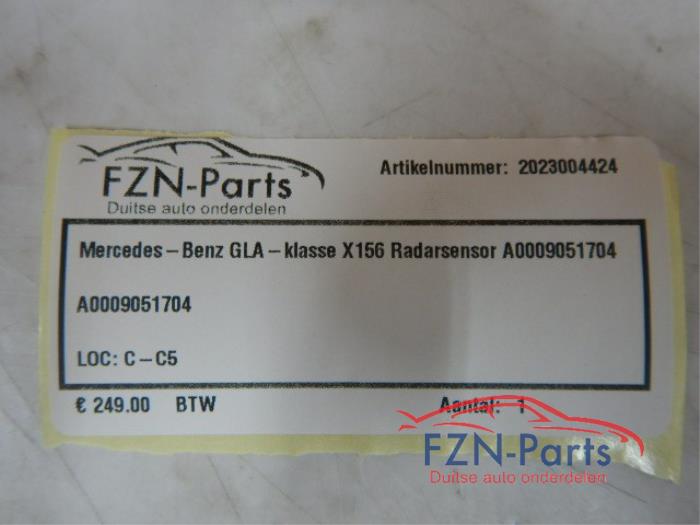 FZN-Parts
Duitse auto onderdelen
Artikelnummer: 2023004424
Mercedes-Benz GLA-klasse X156 Radarsensor A0009051704
A0009051704
LOC: C-C5
€ 249.00 BTW
Aantal: 1
FZN-Parts
Duitse auto onderdelen